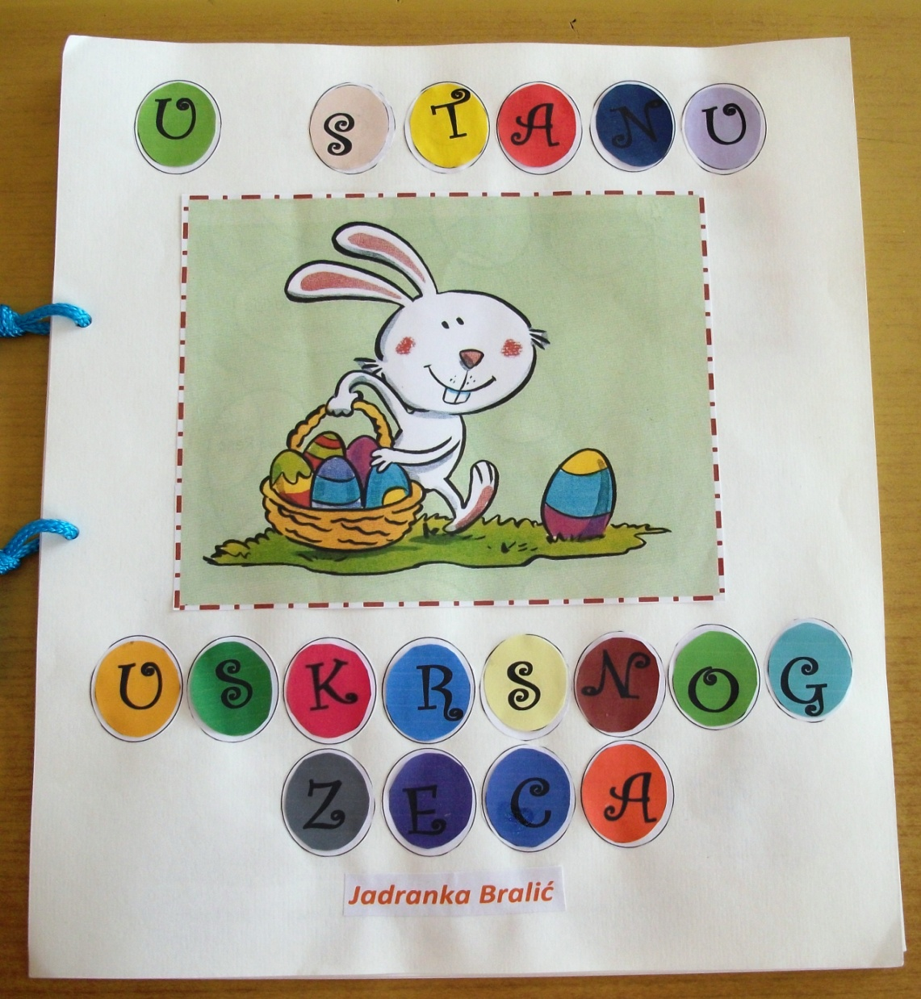 U STANU
USKRSNOG
ZECA
Jadranka Bralić